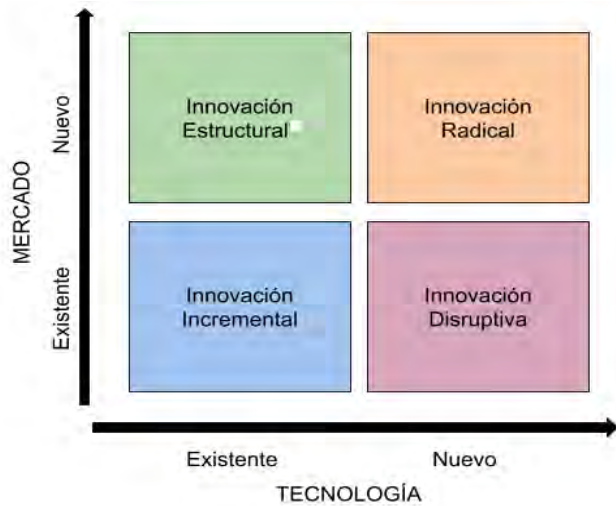 Innovación
Estructural
Innovación
Radical
Nuevo
MERCADO
Existente
Innovación
Incremental
Innovación
Disruptiva
Existente
Nuevo
TECNOLOGÍA